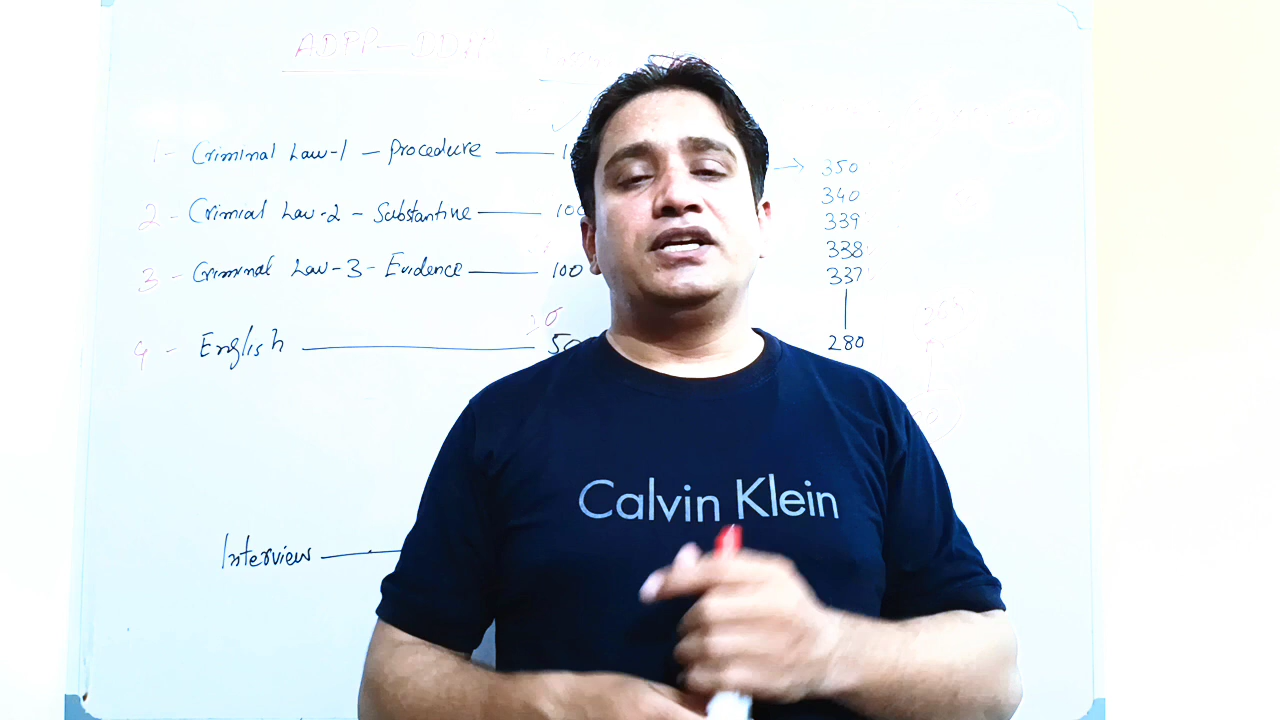 ADPP
1- Criminal Law-1 - Procedure
2- Crimial Law-2 - Substantive 100
3- Criminal Law-3- Evidence 100
4- English 50
Interview
350
340
339
338
337
280
Calvin Klein